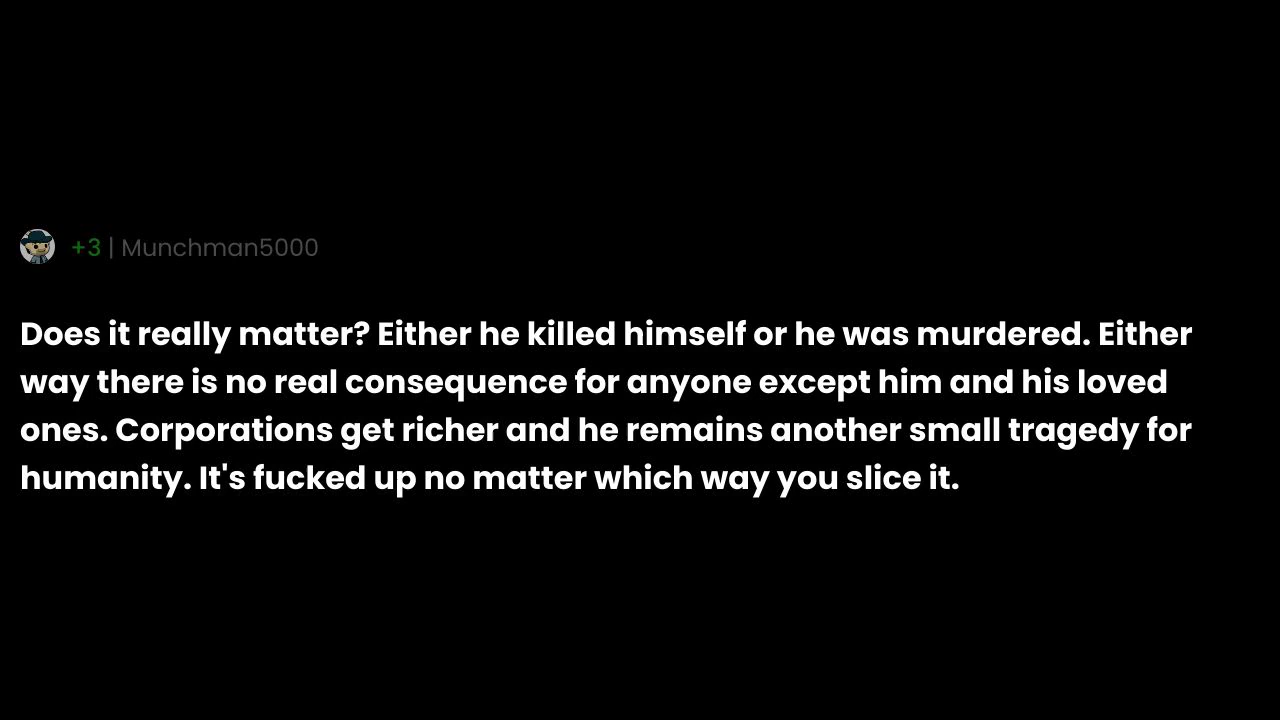 +3 | Munchman5000
Does it really matter? Either he killed himself or he was murdered. Either
way there is no real consequence for anyone except him and his loved
ones. Corporations get richer and he remains another small tragedy for
humanity. It's fucked up no matter which way you slice it.